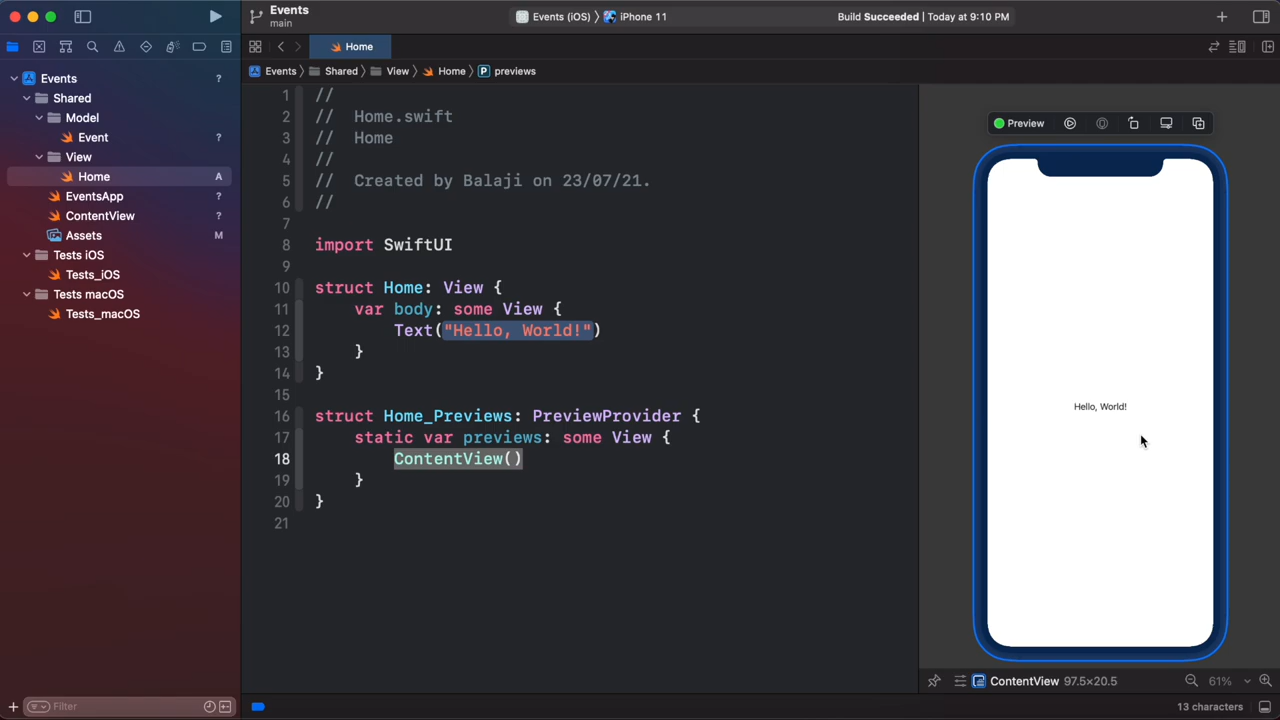 Events
main
Events (iOS) 〉 iPhone 11
Build Succeeded | Today at 9:10 PM
Home
Events 〉 Shared 〉 View 〉 Home 〉 P previews
Events ?
Shared
Model
Event ?
View
Home A
EventsApp ?
ContentView ?
Assets M
Tests iOS
Tests_iOS
Tests macOS
Tests_macOS
1 //
2 //  Home.swift
3 //  Home
4 //
5 //  Created by Balaji on 23/07/21.
6 //
7
8 import SwiftUI
9
10 struct Home: View {
11     var body: some View {
12         Text("Hello, World!")
13     }
14 }
15
16 struct Home_Previews: PreviewProvider {
17     static var previews: some View {
18         ContentView()
19     }
20 }
21
Preview
Hello, World!
ContentView 97.5×20.5
61%
Filter
13 characters